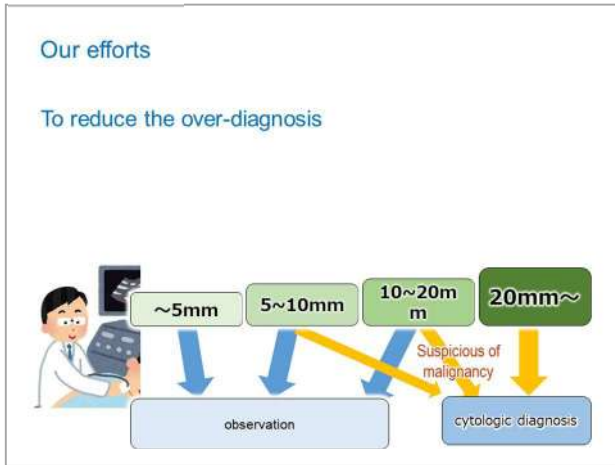 Our efforts
To reduce the over-diagnosis
～5mm
5~10mm
10~20m
m
20mm～
Suspicious of
malignancy
observation
cytologic diagnosis